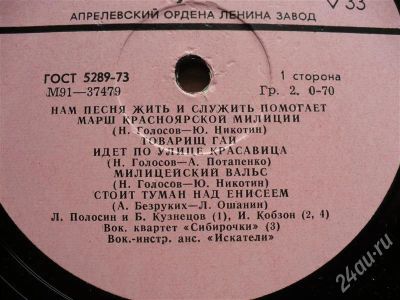 АПРЕЛЕВСКИЙ ОРДЕНА ЛЕНИНА ЗАВОД
▽ 33
ГОСТ 5289-73
М91—37479
1 сторона
Гр. 2. 0-70
НАМ ПЕСНЯ ЖИТЬ И СЛУЖИТЬ ПОМОГАЕТ
МАРШ КРАСНОЯРСКОЙ МИЛИЦИИ
(Н. Голосов—Ю. Никотин)
ТОВАРИЩ ГАИ
ИДЕТ ПО УЛИЦЕ КРАСАВИЦА
(Н. Голосов—А. Потапенко)
МИЛИЦЕЙСКИЙ ВАЛЬС
(Н. Голосов—Ю. Никотин)
СТОИТ ТУМАН НАД ЕНИСЕЕМ
(А. Безруких—Л. Ошанин)
Л. Полосин и Б. Кузнецов (1), И. Кобзон (2, 4)
Вок. квартет «Сибирочки» (3)
Вок.-инстр. анс. «Искатели»
24au.ru